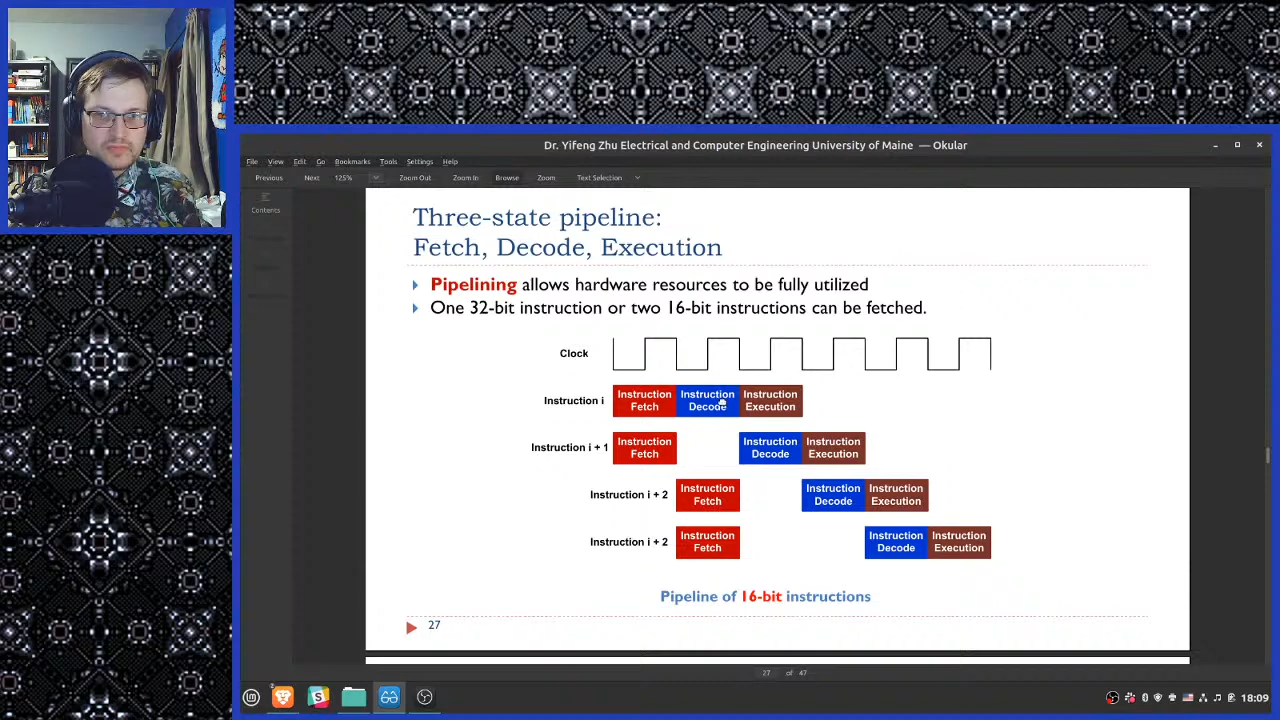 Dr. Yifeng Zhu Electrical and Computer Engineering University of Maine — Okular
File View Edit Go Bookmarks Tools Settings Help
Previous Next 125% Zoom Out Zoom In Browse Zoom Text Selection
Contents
Three-state pipeline:
Fetch, Decode, Execution
Pipelining allows hardware resources to be fully utilized
One 32-bit instruction or two 16-bit instructions can be fetched.
Clock
Instruction i
Instruction Fetch
Instruction Decode
Instruction Execution
Instruction i + 1
Instruction Fetch
Instruction Decode
Instruction Execution
Instruction i + 2
Instruction Fetch
Instruction Decode
Instruction Execution
Instruction i + 2
Instruction Fetch
Instruction Decode
Instruction Execution
Pipeline of 16-bit instructions
27
27 of 47
18:09